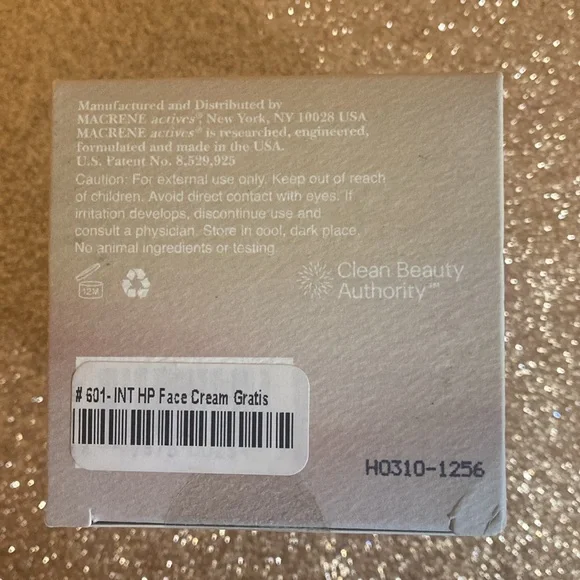 Manufactured and Distributed by
MACRENE actives®, New York, NY 10028 USA
MACRENE actives® is researched, engineered,
formulated and made in the USA.
U.S. Patent No. 8,529,925
Caution: For external use only. Keep out of reach
of children. Avoid direct contact with eyes. If
irritation develops, discontinue use and
consult a physician. Store in cool, dark place.
No animal ingredients or testing.
12M
Clean Beauty
Authority℠
# 601- INT HP Face Cream Gratis
H0310-1256